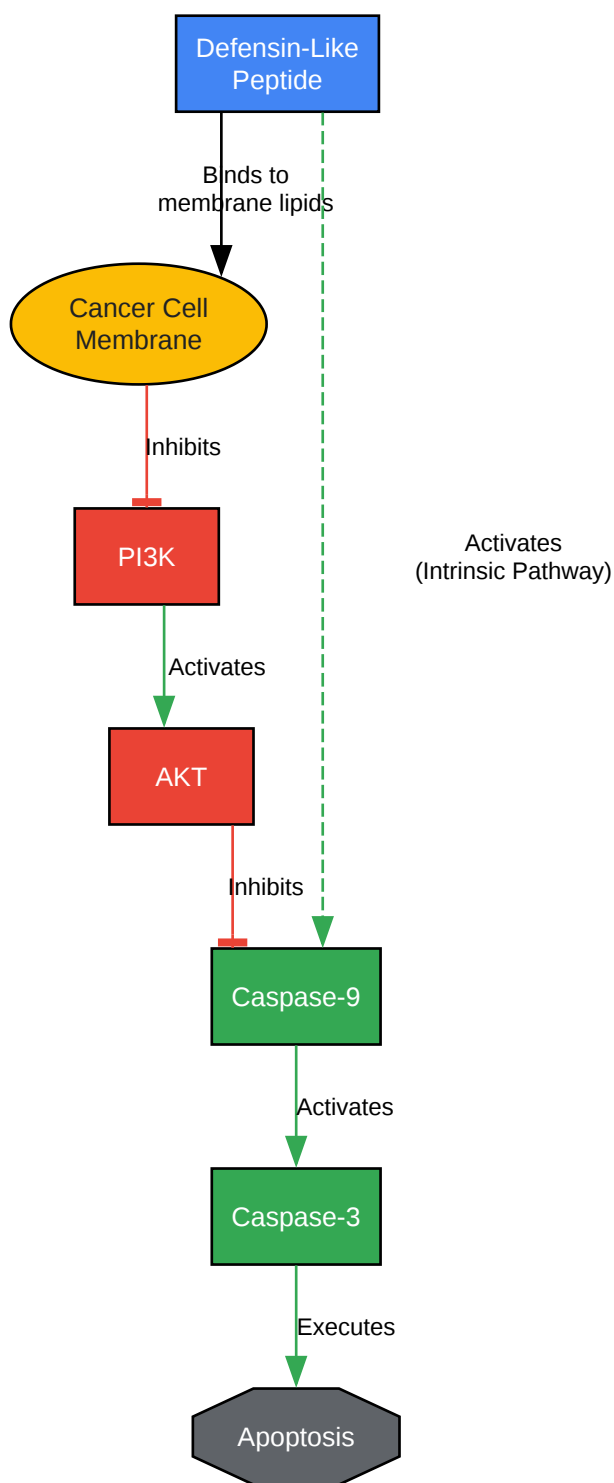 Defensin-Like
Peptide
Binds to
membrane lipids
Cancer Cell
Membrane
Inhibits
PI3K
Activates
(Intrinsic Pathway)
Activates
AKT
Inhibits
Caspase-9
Activates
Caspase-3
Executes
Apoptosis